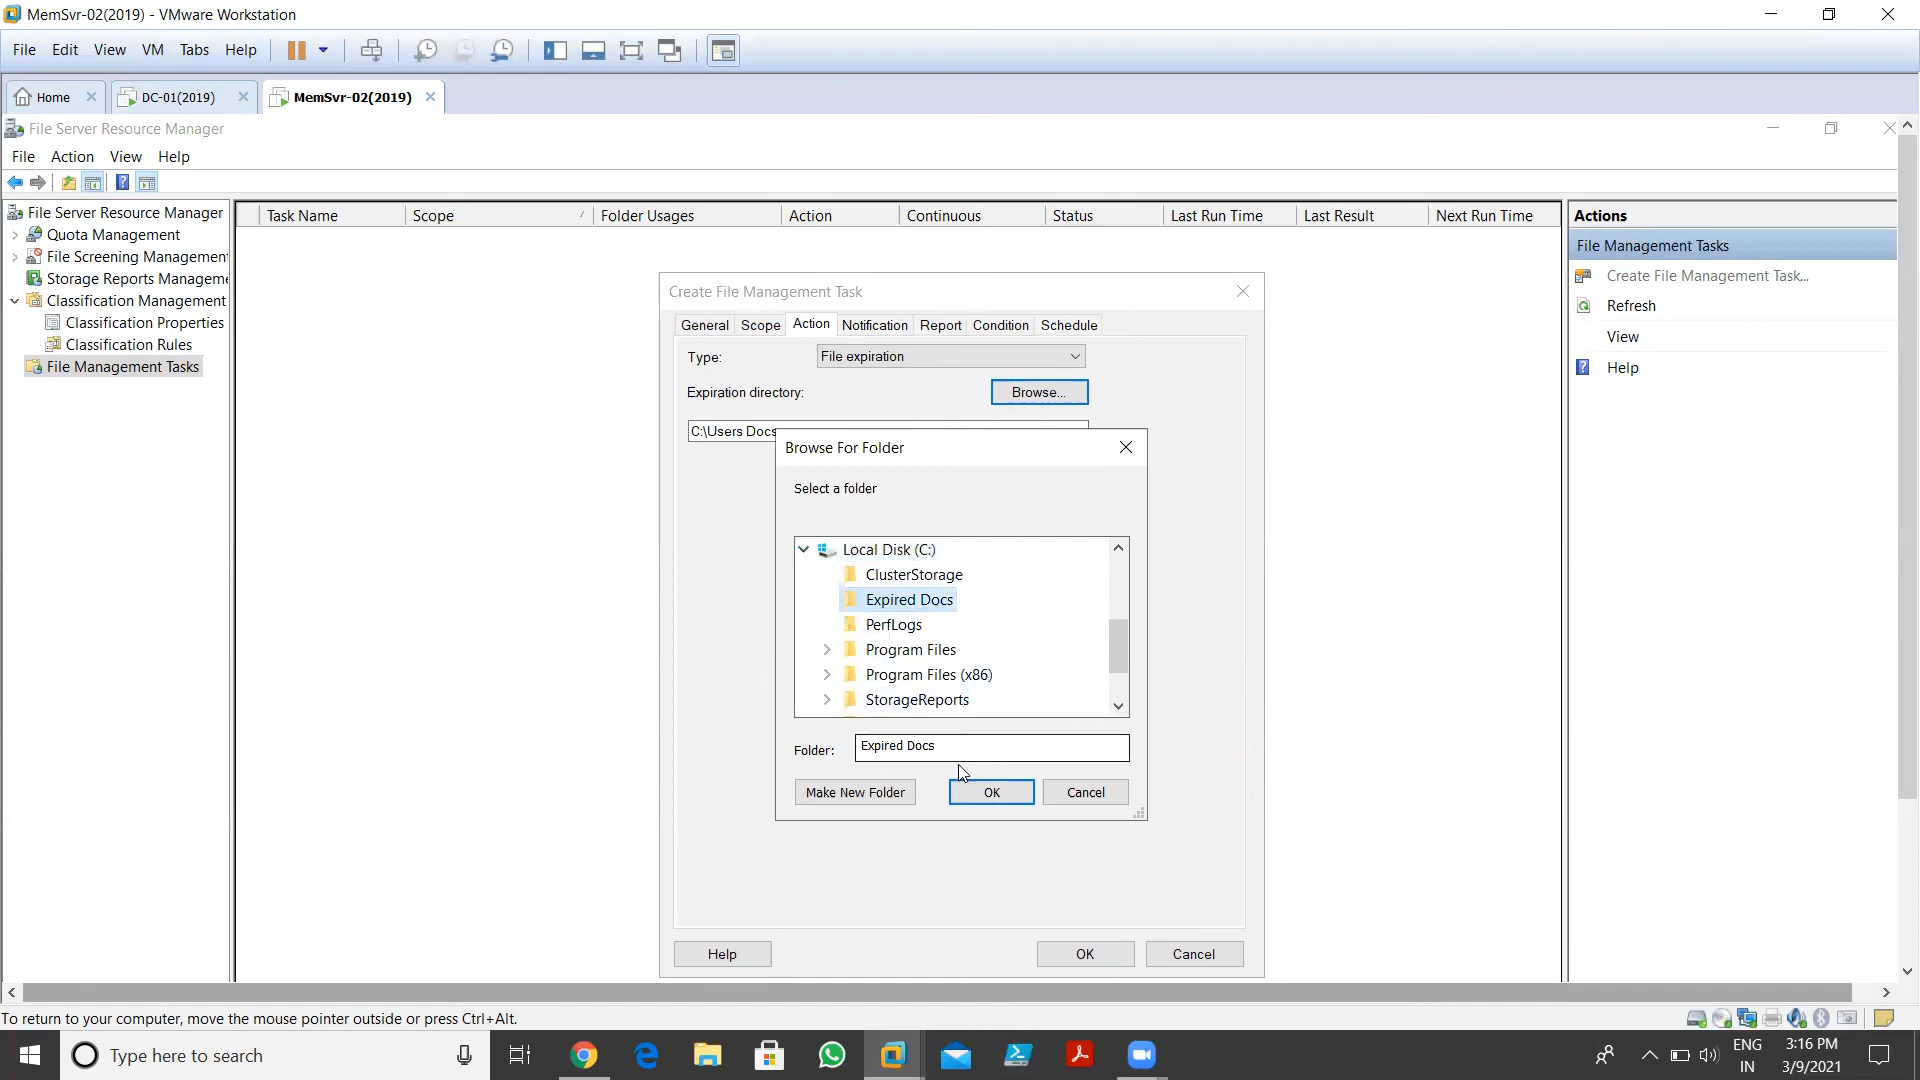 MemSvr-02(2019) - VMware Workstation
File Edit View VM Tabs Help
Home DC-01(2019) MemSvr-02(2019)
File Server Resource Manager
File Action View Help
File Server Resource Manager
Quota Management
File Screening Management
Storage Reports Manageme
Classification Management
Classification Properties
Classification Rules
File Management Tasks
Task Name Scope Folder Usages Action Continuous Status Last Run Time Last Result Next Run Time
Create File Management Task
General Scope Action Notification Report Condition Schedule
Type: File expiration
Expiration directory: Browse...
C:\Users Docs
Browse For Folder
Select a folder
Local Disk (C:)
ClusterStorage
Expired Docs
PerfLogs
Program Files
Program Files (x86)
StorageReports
Folder: Expired Docs
Make New Folder OK Cancel
Help OK Cancel
Actions
File Management Tasks
Create File Management Task...
Refresh
View
Help
To return to your computer, move the mouse pointer outside or press Ctrl+Alt.
Type here to search
ENG
IN
3:16 PM
3/9/2021